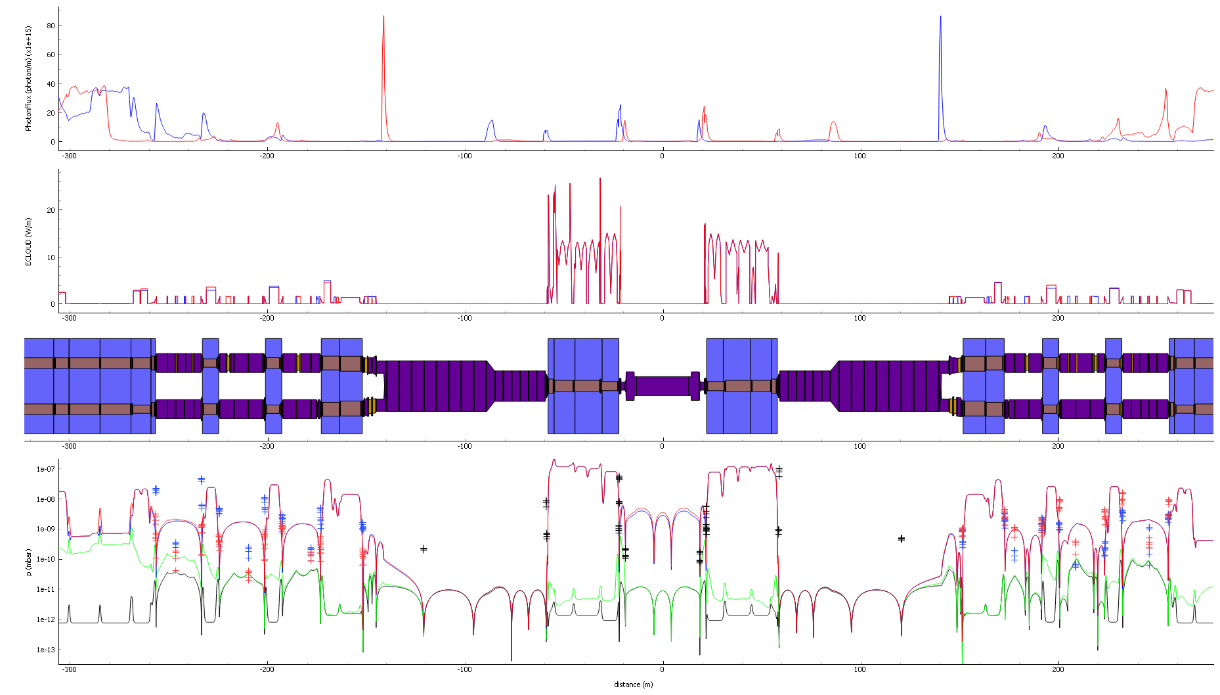 Photonflux (photon/m) (x1e+15)
80
60
40
20
0
-300 -200 -100 0 100 200
ECLOUD (W/m)
20
10
0
-300 -200 -100 0 100 200
-300 -200 -100 0 100 200
p (mbar)
1e-07
1e-08
1e-09
1e-10
1e-11
1e-12
1e-13
-300 -200 -100 0 100 200
distance (m)